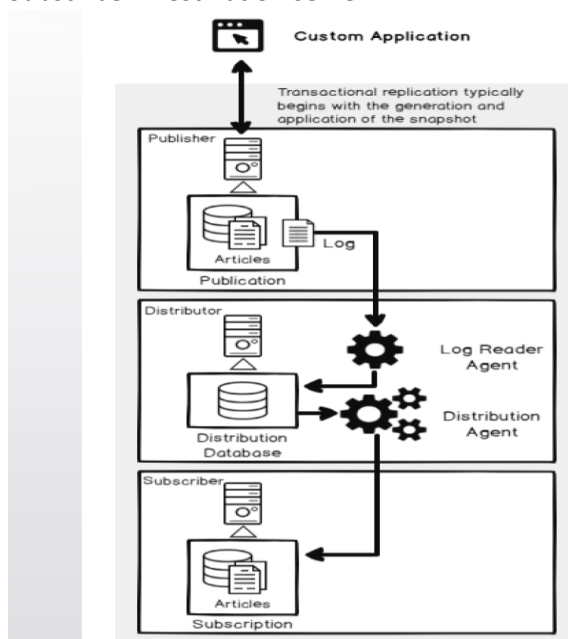 Custom Application
Transactional replication typically
begins with the generation and
application of the snapshot
Publisher
Log
Articles
Publication
Distributor
Log Reader
Agent
Distribution
Database
Distribution
Agent
Subscriber
Articles
Subscription